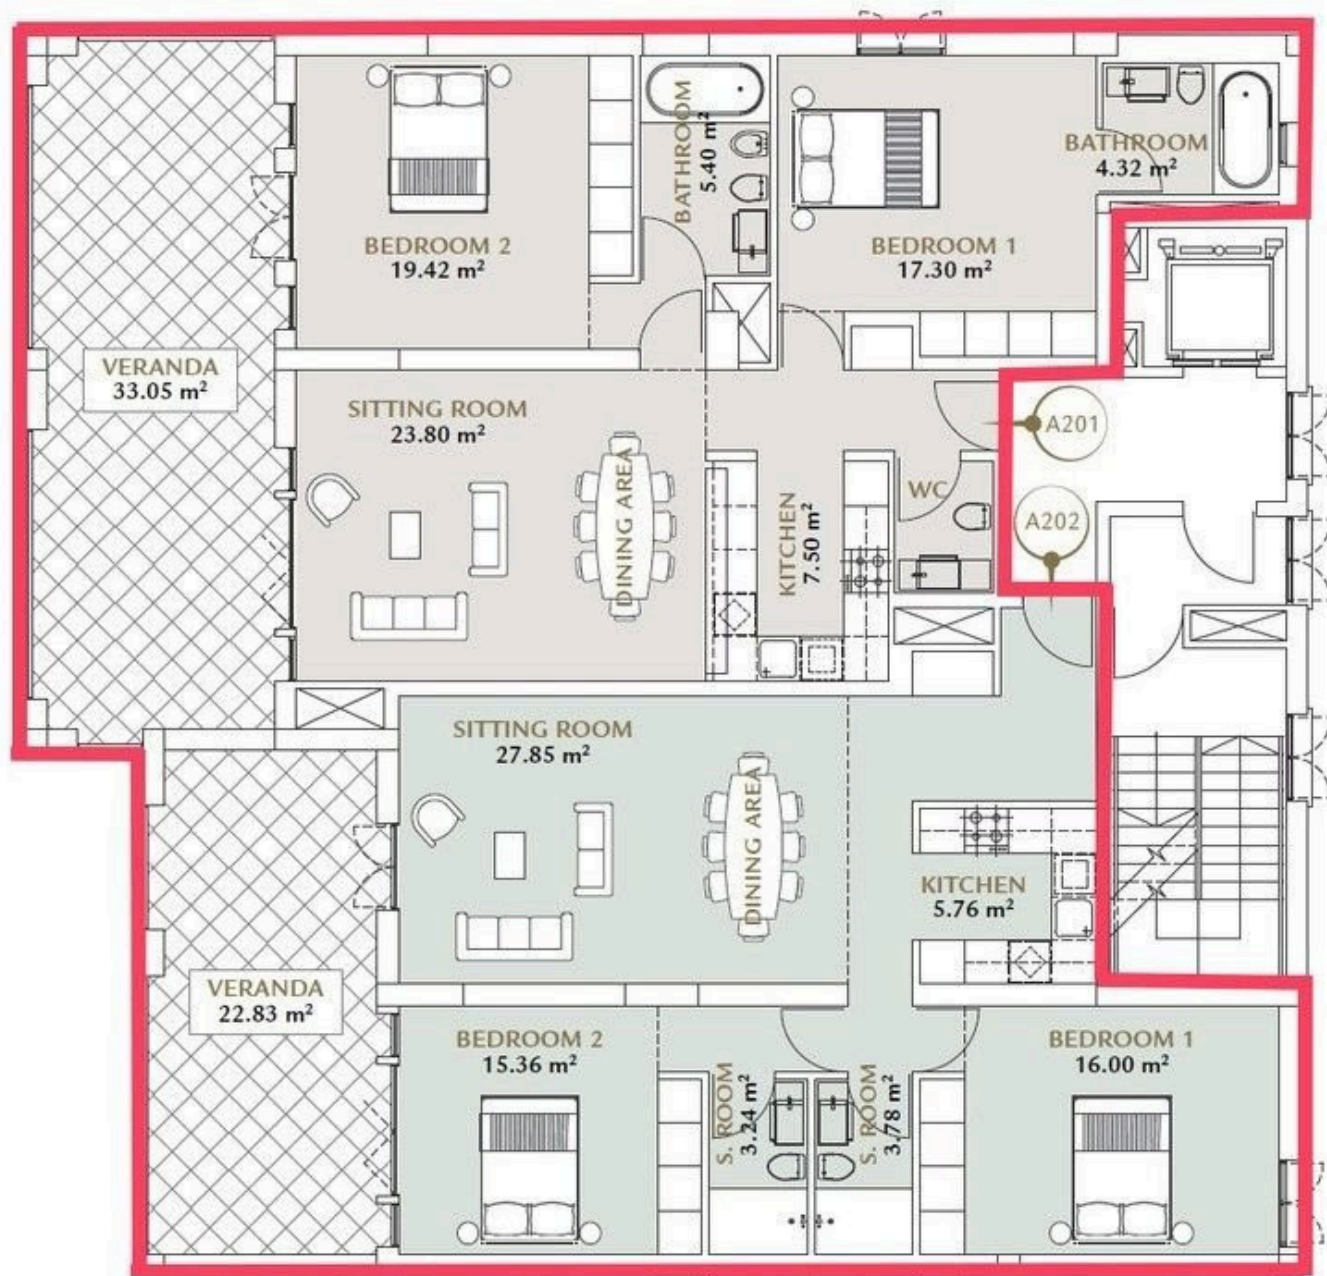 BEDROOM 2
19.42 m²
BATHROOM
5.40 m²
BEDROOM 1
17.30 m²
BATHROOM
4.32 m²
VERANDA
33.05 m²
SITTING ROOM
23.80 m²
DINING AREA
KITCHEN
7.50 m²
WC
A201
A202
SITTING ROOM
27.85 m²
DINING AREA
KITCHEN
5.76 m²
VERANDA
22.83 m²
BEDROOM 2
15.36 m²
S. ROOM
3.24 m²
S. ROOM
3.78 m²
BEDROOM 1
16.00 m²